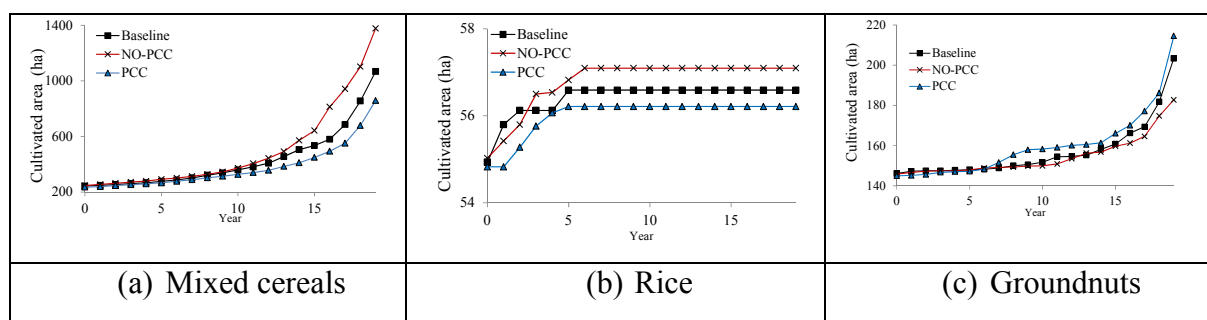 Cultivated area (ha)
1400
1000
600
200
0
5
10
15
Year
Baseline
NO-PCC
PCC
Cultivated area (ha)
58
56
54
0
5
10
15
Year
Baseline
NO-PCC
PCC
Cultivated area (ha)
220
200
180
160
140
0
5
10
15
Year
Baseline
NO-PCC
PCC
(a) Mixed cereals
(b) Rice
(c) Groundnuts